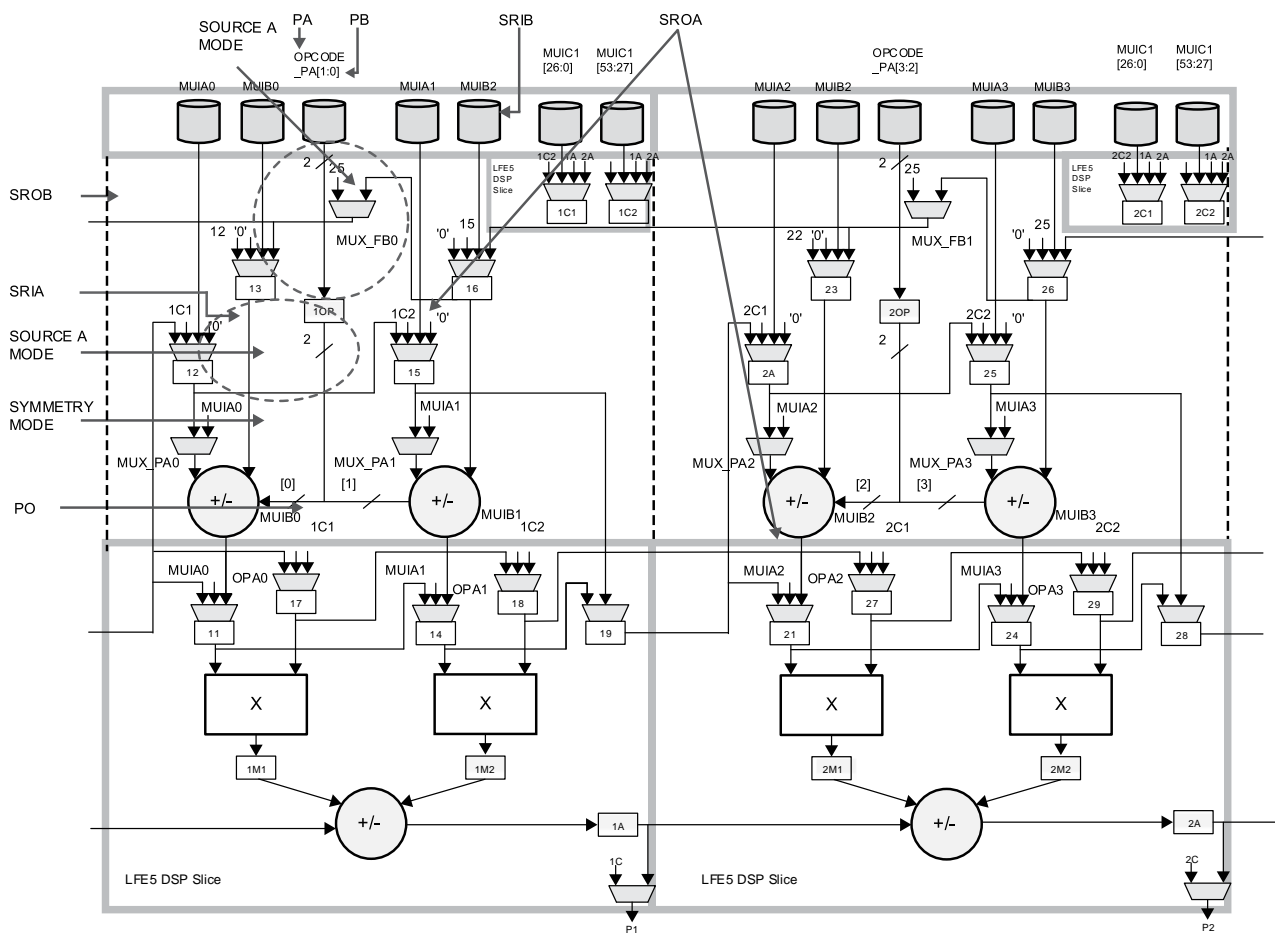 PA
PB
SOURCE A
MODE
SRIB
SROA
OPCODE
_PA[1:0]
MUIC1
[26:0]
MUIC1
[53:27]
OPCODE
_PA[3:2]
MUIC1
[26:0]
MUIC1
[53:27]
MUIA0
MUIB0
MUIA1
MUIB2
MUIA2
MUIB2
MUIA3
MUIB3
2
25
1C2
1A
2A
1A
2A
2
25
2C2
1A
2A
1A
2A
LFE5
DSP
Slice
LFE5
DSP
Slice
SROB
1C1
1C2
2C1
2C2
12
'0'
MUX_FB0
15
'0'
22
'0'
MUX_FB1
'0'
25
13
16
23
26
SRIA
1C1
'0'
1OP
1C2
'0'
2C1
'0'
2OP
2C2
'0'
SOURCE A
MODE
2
2
12
15
2A
25
SYMMETRY
MODE
MUIA0
MUIA1
MUIA2
MUIA3
MUX_PA0
MUX_PA1
MUX_PA2
MUX_PA3
[0]
[1]
[2]
[3]
+/-
+/-
+/-
+/-
PO
MUIB0
MUIB1
MUIB2
MUIB3
1C1
1C2
2C1
2C2
MUIA0
OPA0
MUIA1
OPA1
MUIA2
OPA2
MUIA3
OPA3
17
18
27
29
11
14
19
21
24
28
X
X
X
X
1M1
1M2
2M1
2M2
+/-
1A
+/-
2A
1C
2C
LFE5 DSP Slice
LFE5 DSP Slice
P1
P2